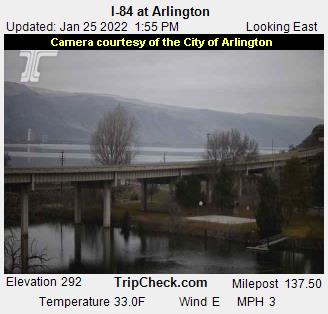 I-84 at Arlington
Updated: Jan 25 2022 1:55 PM Looking East
Camera courtesy of the City of Arlington
Elevation 292 TripCheck.com Milepost 137.50
Temperature 33.0F Wind E MPH 3